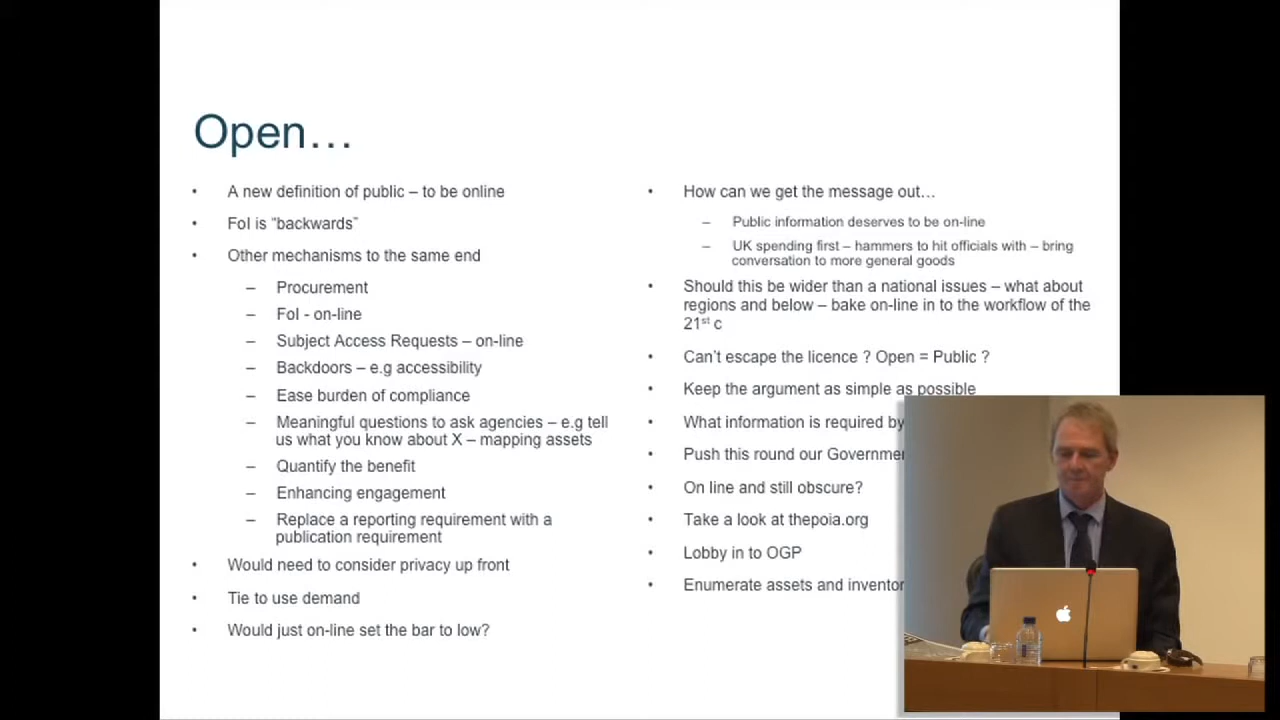 Open…
• A new definition of public – to be online
• FoI is “backwards”
• Other mechanisms to the same end
– Procurement
– FoI - on-line
– Subject Access Requests – on-line
– Backdoors – e.g accessibility
– Ease burden of compliance
– Meaningful questions to ask agencies – e.g tell
us what you know about X – mapping assets
– Quantify the benefit
– Enhancing engagement
– Replace a reporting requirement with a
publication requirement
• Would need to consider privacy up front
• Tie to use demand
• Would just on-line set the bar to low?
• How can we get the message out…
– Public information deserves to be on-line
– UK spending first – hammers to hit officials with – bring
conversation to more general goods
• Should this be wider than a national issues – what about
regions and below – bake on-line in to the workflow of the
21st c
• Can’t escape the licence ? Open = Public ?
• Keep the argument as simple as possible
• What information is required by
• Push this round our
• On line and still obscure?
• Take a look at thepoia.org
• Lobby in to OGP
• Enumerate assets and